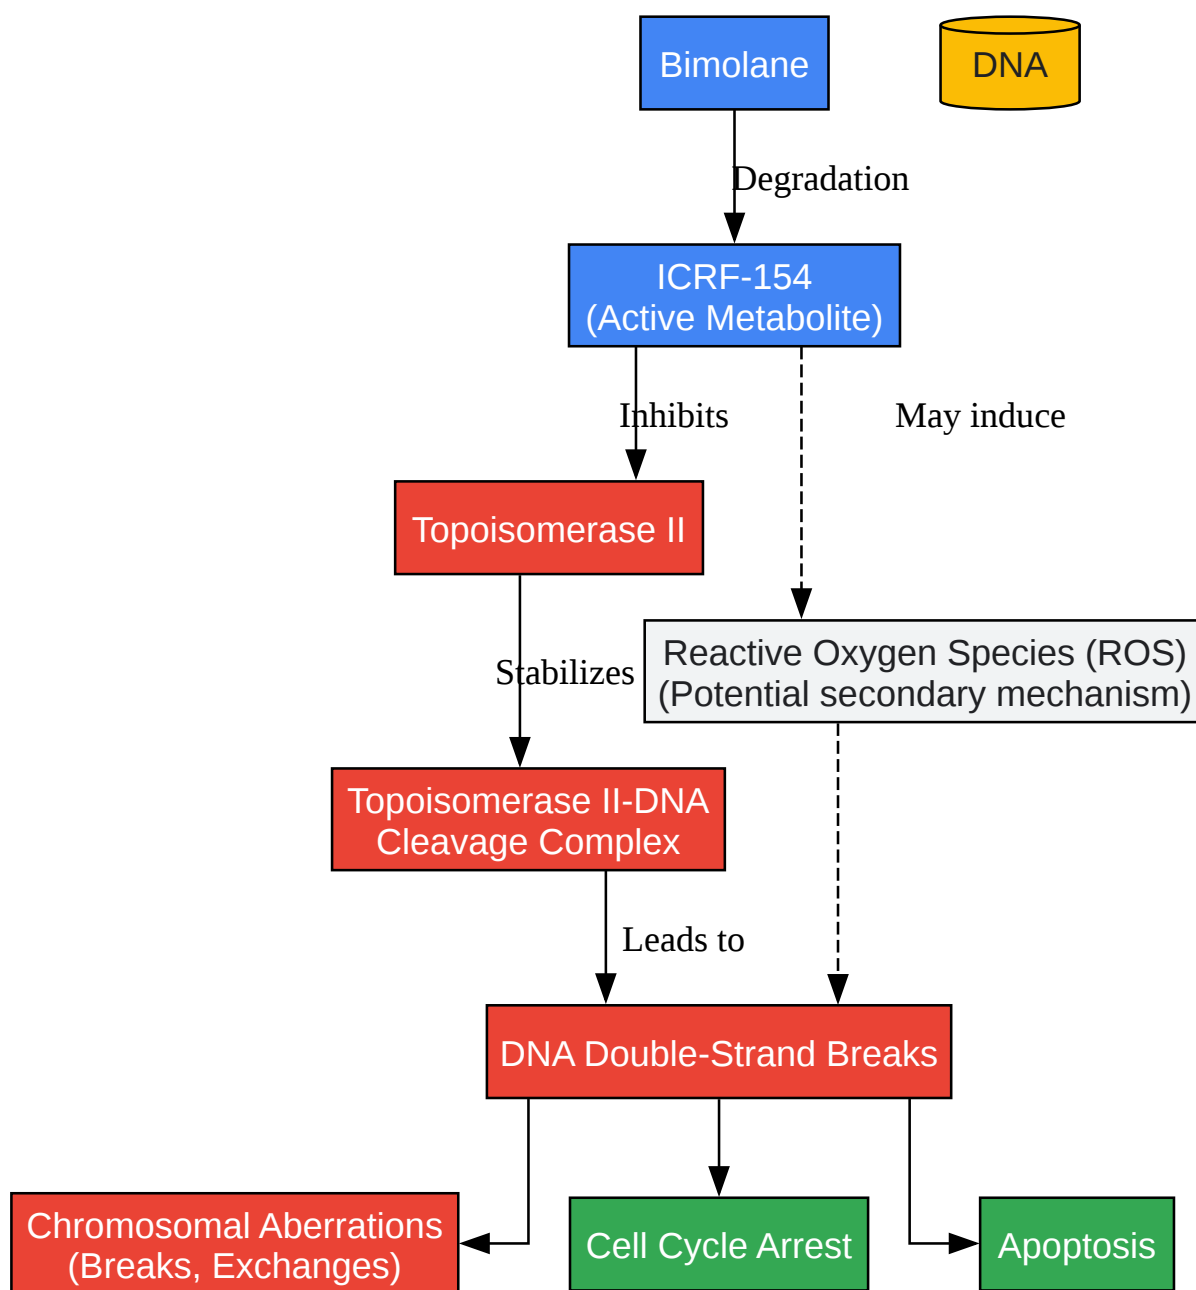 Bimolane
DNA
Degradation
ICRF-154
(Active Metabolite)
Inhibits
May induce
Topoisomerase II
Reactive Oxygen Species (ROS)
(Potential secondary mechanism)
Stabilizes
Topoisomerase II-DNA
Cleavage Complex
Leads to
DNA Double-Strand Breaks
Chromosomal Aberrations
(Breaks, Exchanges)
Cell Cycle Arrest
Apoptosis